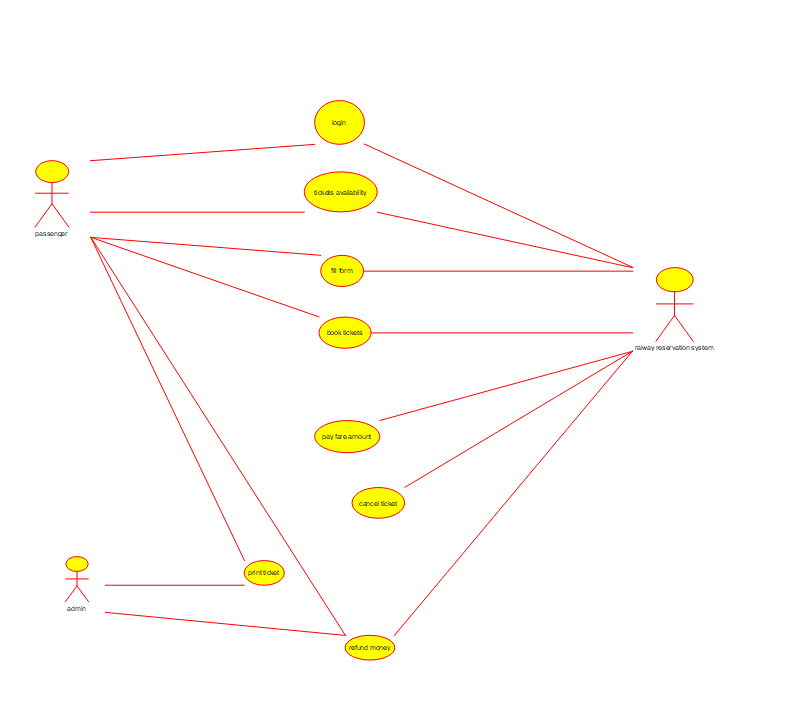 login
tickets availability
passenger
fill form
book tickets
raiway reservation system
pay fare amount
cancel ticket
print ticket
admin
refund money